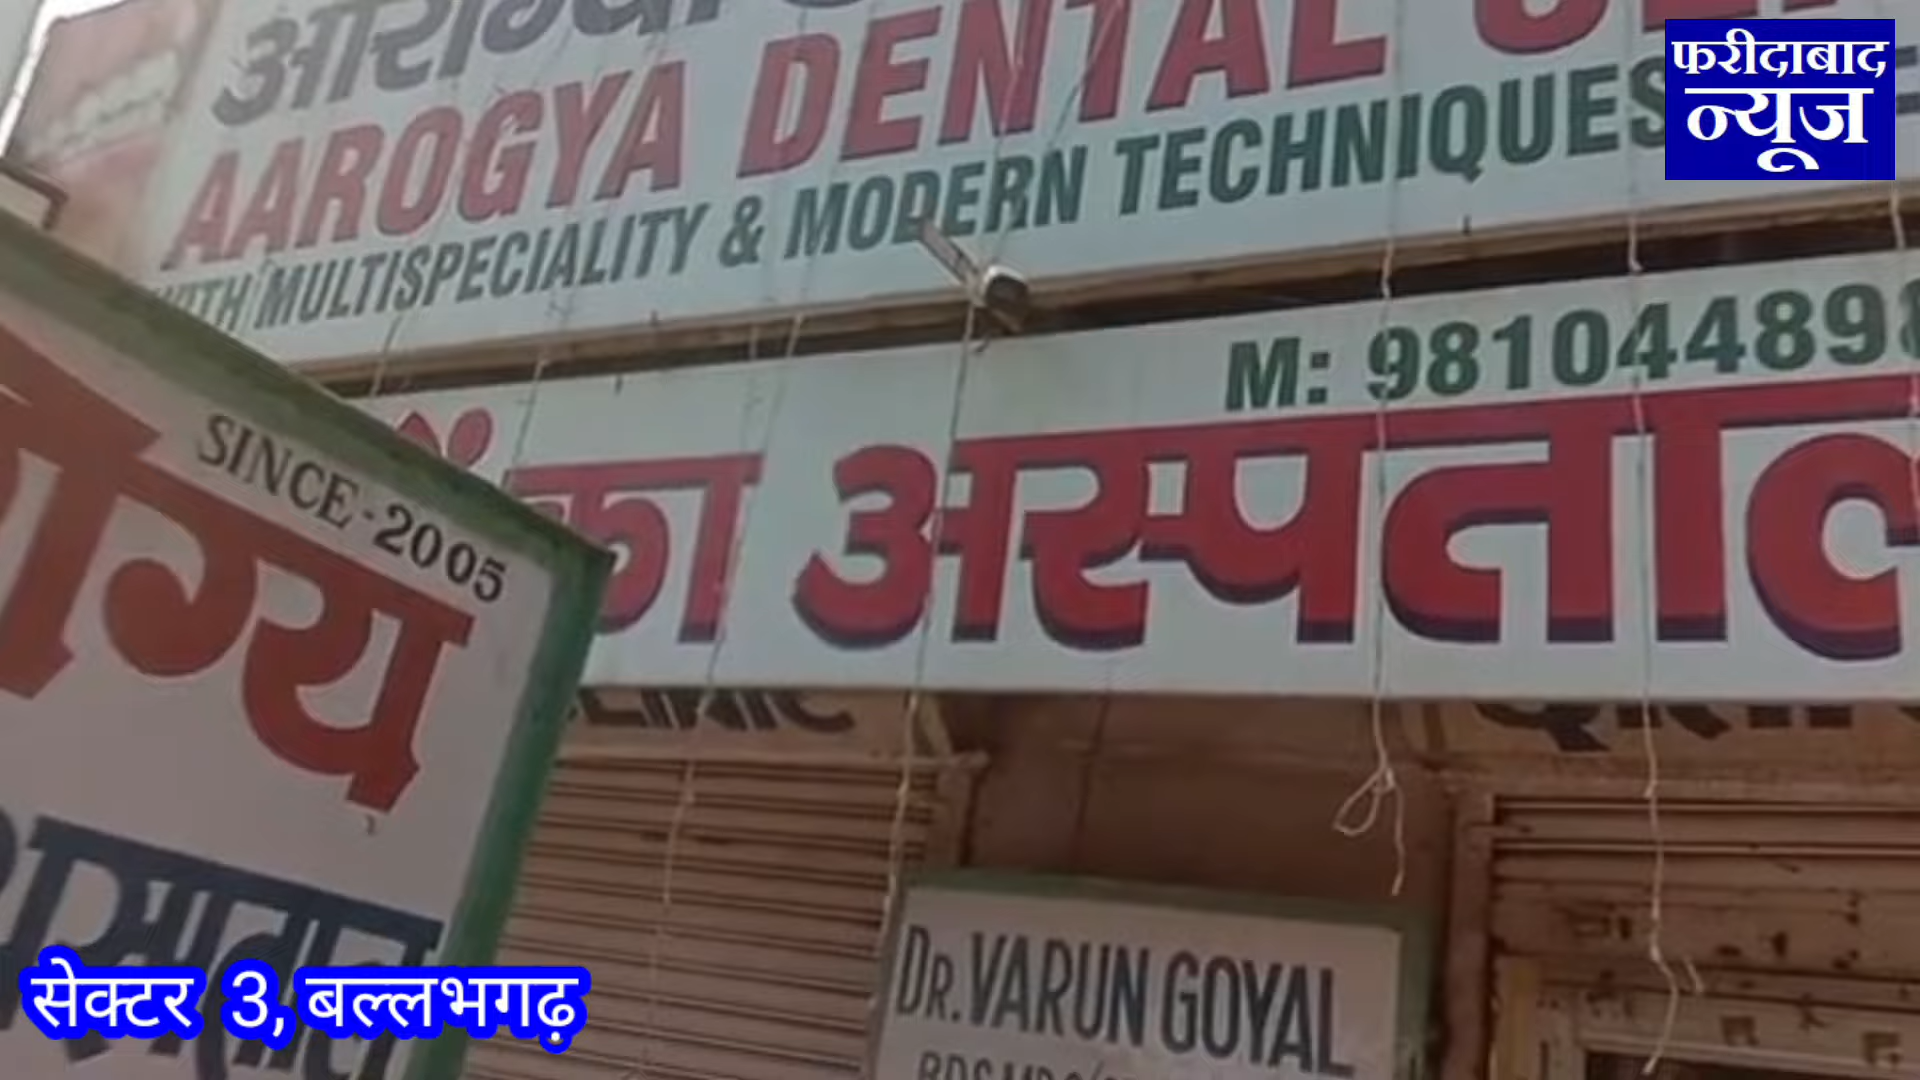 फरीदाबाद
न्यूज
AAROGYA DENTAL
WITH MULTISPECIALITY & MODERN TECHNIQUES
M: 981044898
का अस्पताल
SINCE-2005
CLINIC
DR. VARUN GOYAL
सेक्टर 3, बल्लभगढ़